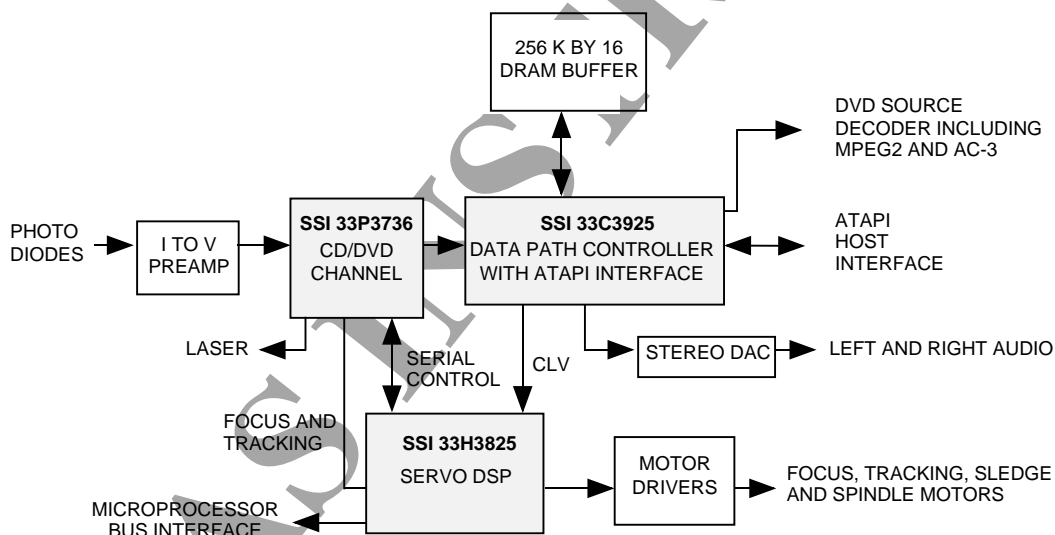 256 K BY 16
DRAM BUFFER
DVD SOURCE
DECODER INCLUDING
MPEG2 AND AC-3
PHOTO
DIODES
I TO V
PREAMP
SSI 33P3736
CD/DVD
CHANNEL
SSI 33C3925
DATA PATH CONTROLLER
WITH ATAPI INTERFACE
ATAPI
HOST
INTERFACE
LASER
SERIAL
CONTROL
CLV
STEREO DAC
LEFT AND RIGHT AUDIO
FOCUS AND
TRACKING
SSI 33H3825
SERVO DSP
MOTOR
DRIVERS
FOCUS, TRACKING, SLEDGE
AND SPINDLE MOTORS
MICROPROCESSOR
BUS INTERFACE